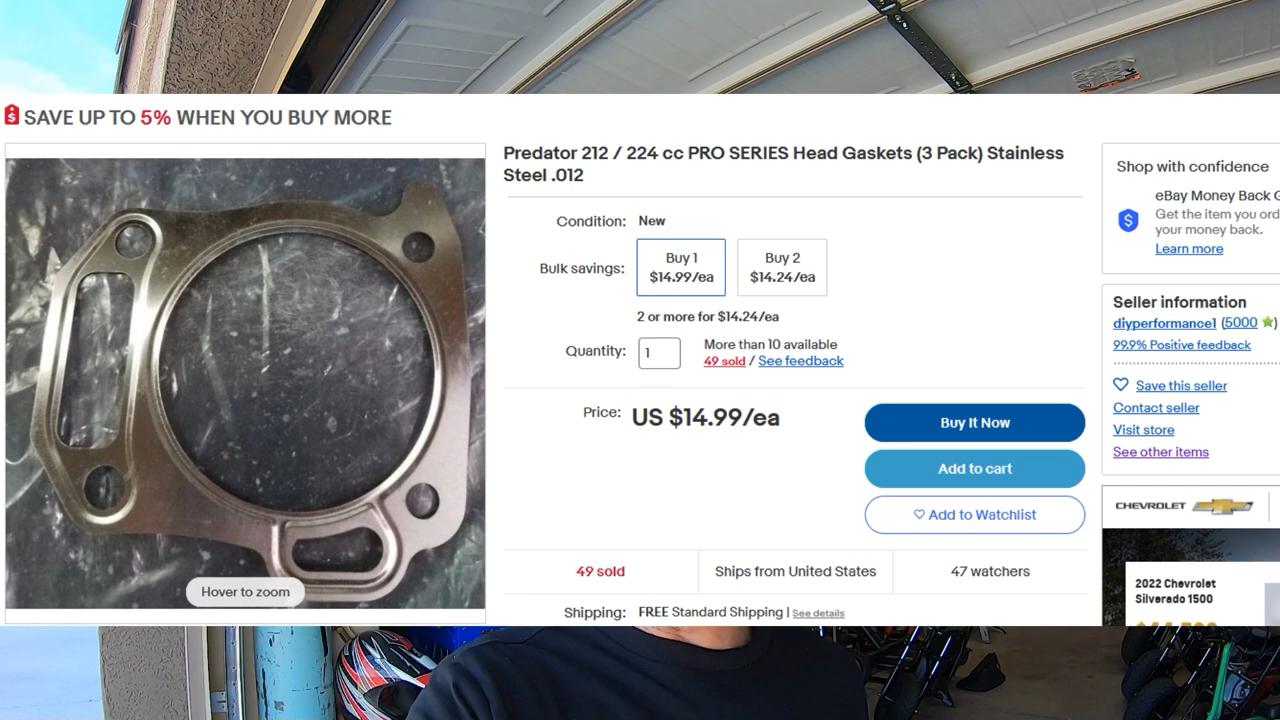 SAVE UP TO 5% WHEN YOU BUY MORE
Predator 212 / 224 cc PRO SERIES Head Gaskets (3 Pack) Stainless
Steel .012
Condition: New
Bulk savings:
Buy 1
$14.99/ea
Buy 2
$14.24/ea
2 or more for $14.24/ea
Quantity: 1
More than 10 available
49 sold / See feedback
Price: US $14.99/ea
Buy It Now
Add to cart
Add to Watchlist
49 sold
Ships from United States
47 watchers
Shipping: FREE Standard Shipping | See details
Hover to zoom
Shop with confidence
eBay Money Back G
Get the item you ord
your money back.
Learn more
Seller information
diyperformance1 (5000)
99.9% Positive feedback
Save this seller
Contact seller
Visit store
See other items
CHEVROLET
2022 Chevrolet
Silverado 1500